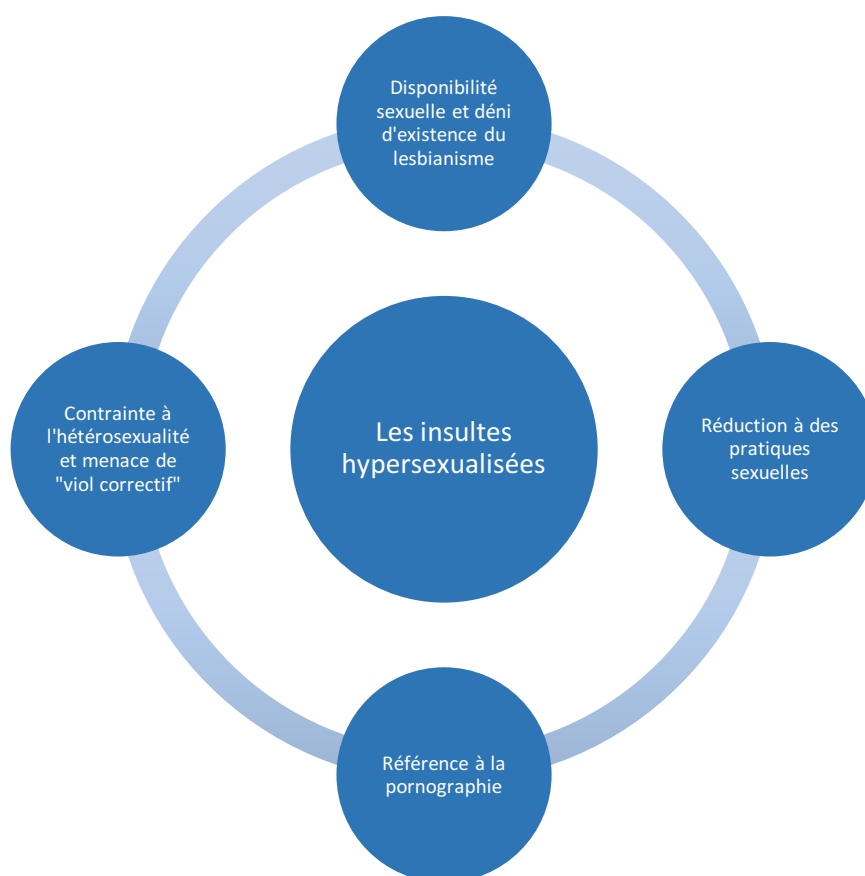 Disponibilité
sexuelle et déni
d'existence du
lesbianisme
Contrainte à
l'hétérosexualité
et menace de
"viol correctif"
Les insultes
hypersexualisées
Réduction à des
pratiques
sexuelles
Référence à la
pornographie